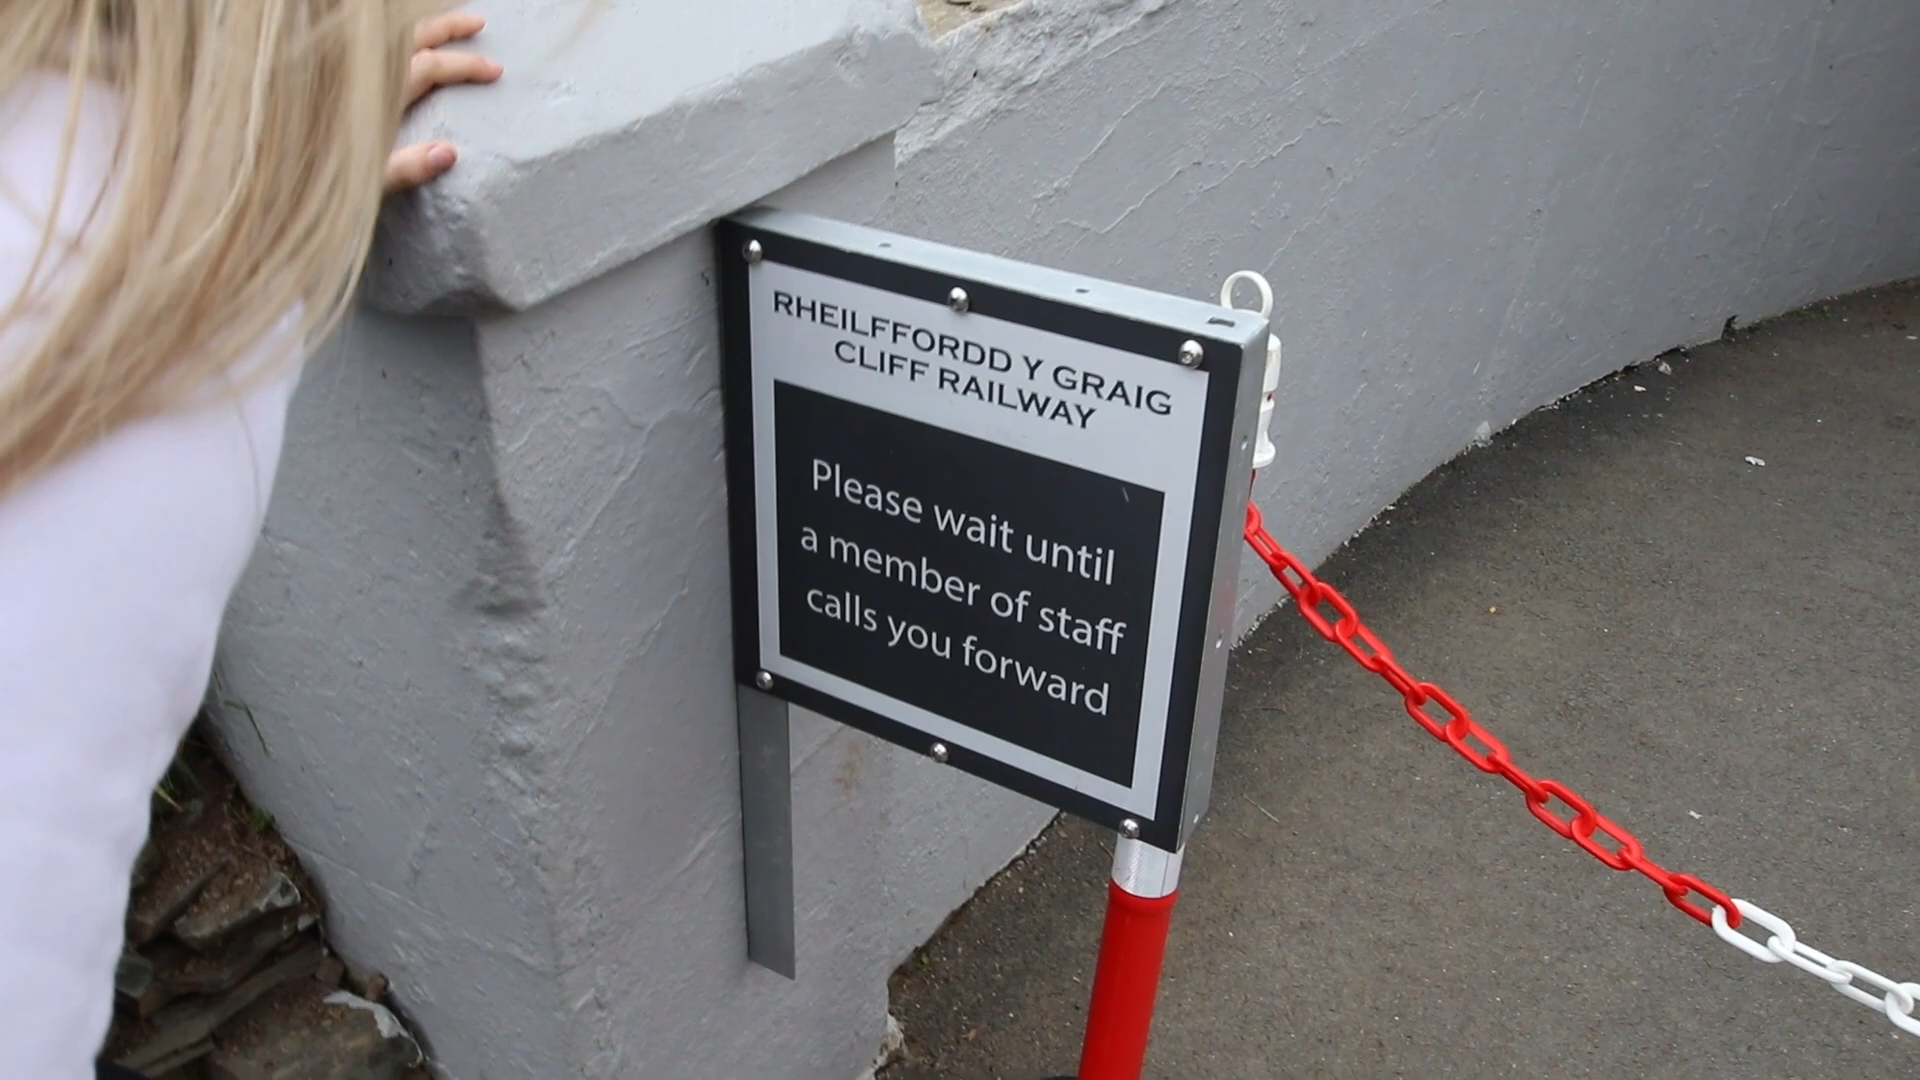 RHEILFFORDD Y GRAIG
CLIFF RAILWAY
Please wait until
a member of staff
calls you forward